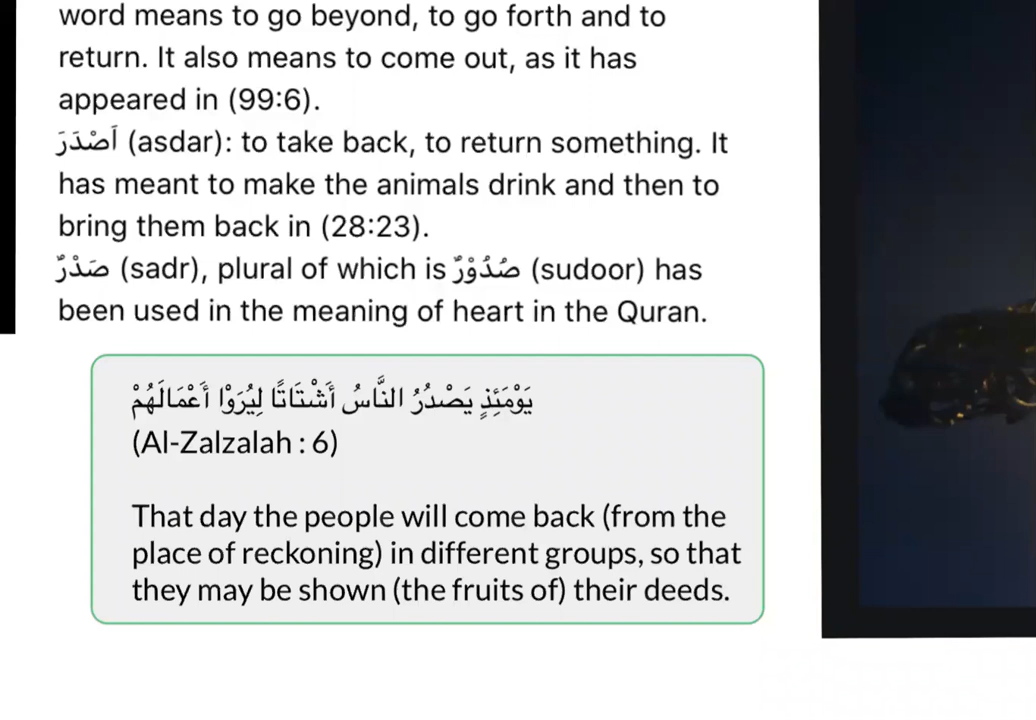 word means to go beyond, to go forth and to
return. It also means to come out, as it has
appeared in (99:6).
اَصْدَرَ (asdar): to take back, to return something. It
has meant to make the animals drink and then to
bring them back in (28:23).
صَدْرٌ (sadr), plural of which is صُدُوْرٌ (sudoor) has
been used in the meaning of heart in the Quran.
يَوْمَئِذٍ يَصْدُرُ النَّاسُ أَشْتَاتًا لِيُرَوْا أَعْمَالَهُمْ
(Al-Zalzalah : 6)
That day the people will come back (from the
place of reckoning) in different groups, so that
they may be shown (the fruits of) their deeds.